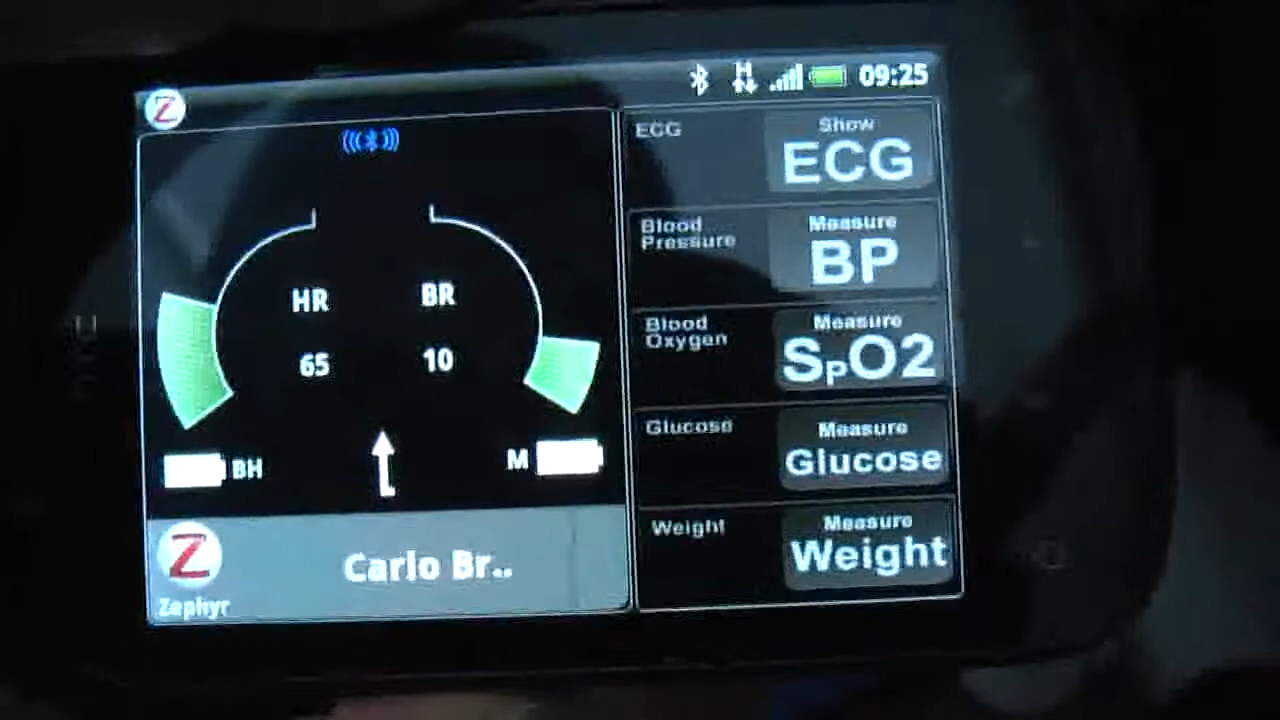 Z
H
09:25
HR
BR
65
10
BH
M
Z
Zephyr
Carlo Br..
ECG
Show
ECG
Blood
Pressure
Measure
BP
Blood
Oxygen
Measure
SpO2
Glucose
Measure
Glucose
Weight
Measure
Weight